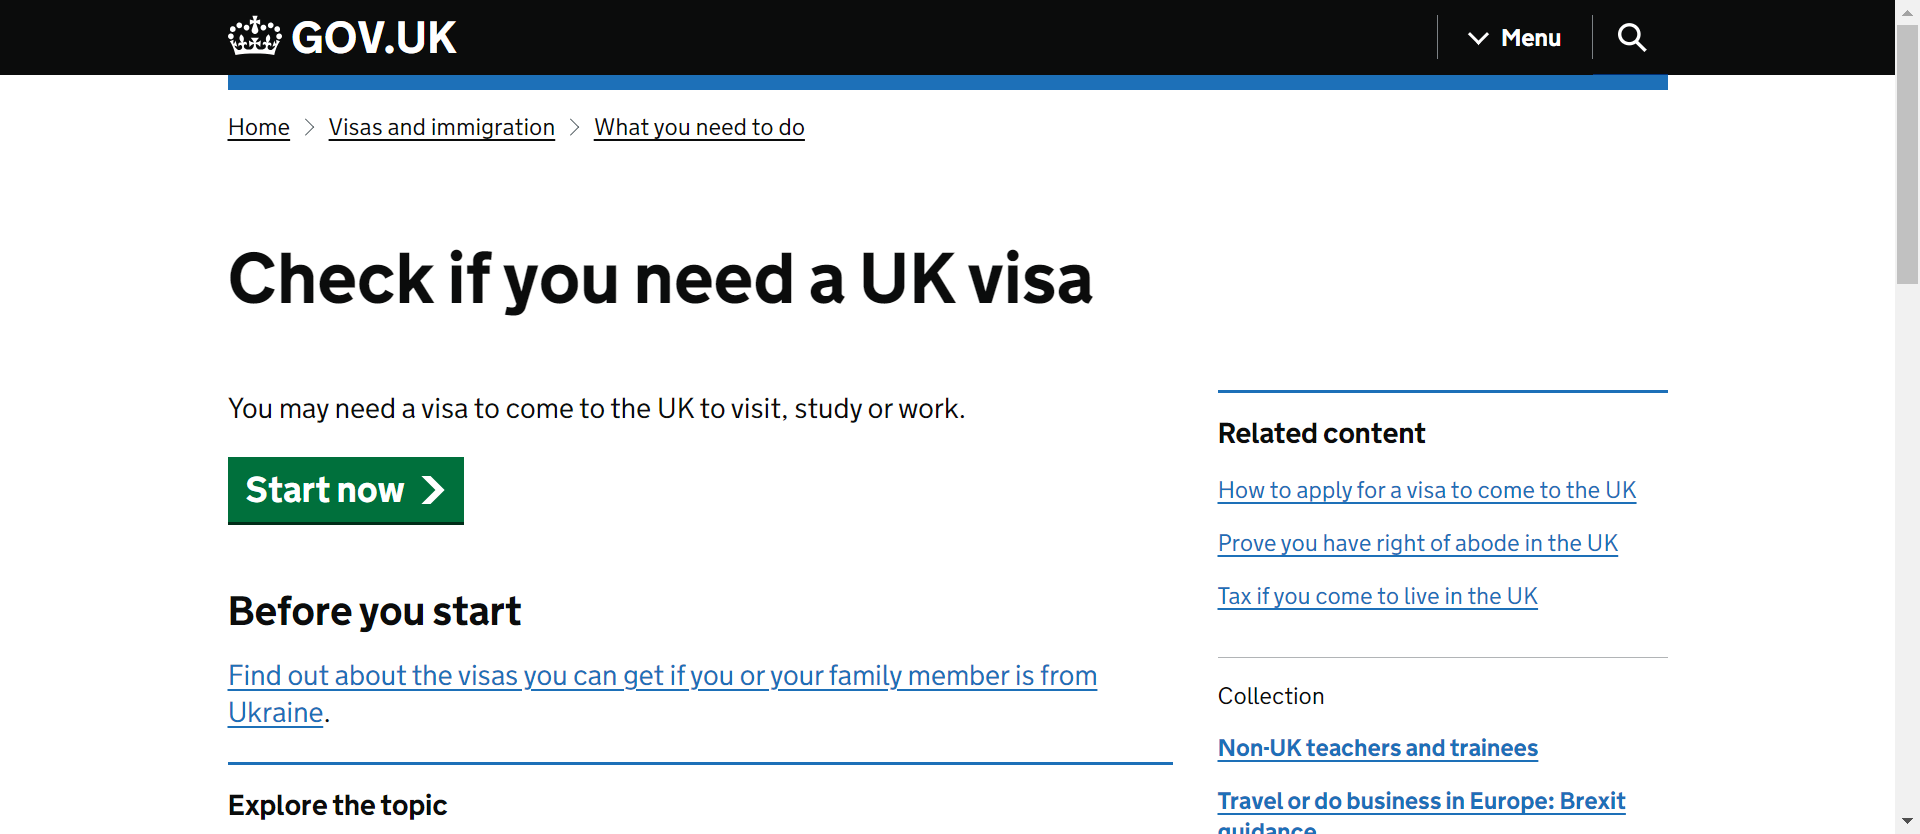 GOV.UK
Menu
Home
Visas and immigration
What you need to do
Check if you need a UK visa
You may need a visa to come to the UK to visit, study or work.
Start now
Before you start
Find out about the visas you can get if you or your family member is from
Ukraine.
Explore the topic
Related content
How to apply for a visa to come to the UK
Prove you have right of abode in the UK
Tax if you come to live in the UK
Collection
Non-UK teachers and trainees
Travel or do business in Europe: Brexit
guidance